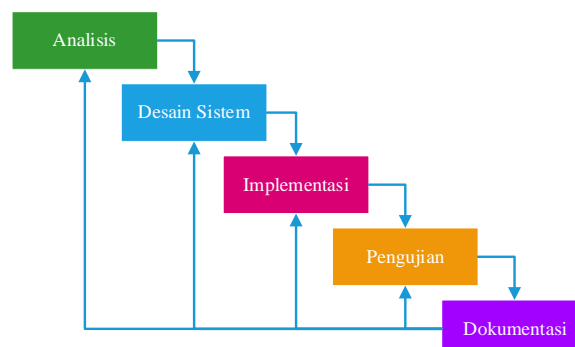 Analisis
Desain Sistem
Implementasi
Pengujian
Dokumentasi